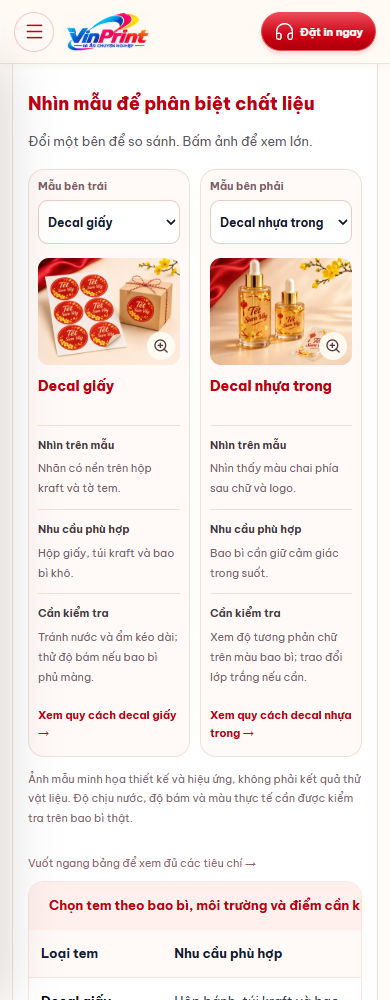 VinPrint
IN ẤN CHUYÊN NGHIỆP
Đặt in ngay
Nhìn mẫu để phân biệt chất liệu
Đổi một bên để so sánh. Bấm ảnh để xem lớn.
Mẫu bên trái
Decal giấy
Decal giấy
Nhìn trên mẫu
Nhãn có nền trên hộp
kraft và tờ tem.
Nhu cầu phù hợp
Hộp giấy, túi kraft và bao
bì khô.
Cần kiểm tra
Tránh nước và ẩm kéo dài;
thử độ bám nếu bao bì
phủ màng.
Xem quy cách decal giấy
→
Mẫu bên phải
Decal nhựa trong
Decal nhựa trong
Nhìn trên mẫu
Nhìn thấy màu chai phía
sau chữ và logo.
Nhu cầu phù hợp
Bao bì cần giữ cảm giác
trong suốt.
Cần kiểm tra
Xem độ tương phản chữ
trên màu bao bì; trao đổi
lớp trắng nếu cần.
Xem quy cách decal nhựa
trong →
Ảnh mẫu minh họa thiết kế và hiệu ứng, không phải kết quả thử
vật liệu. Độ chịu nước, độ bám và màu thực tế cần được kiểm
tra trên bao bì thật.
Vuốt ngang bảng để xem đủ các tiêu chí →
Chọn tem theo bao bì, môi trường và điểm cần k
Loại tem
Nhu cầu phù hợp